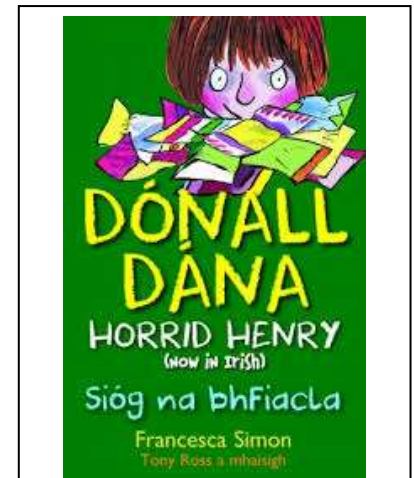 DÓNALL
DÁNA
HORRID HENRY
(NOW IN IRISH)
Sióg na bhFiacla
Francesca Simon
Tony Ross a mhaisigh